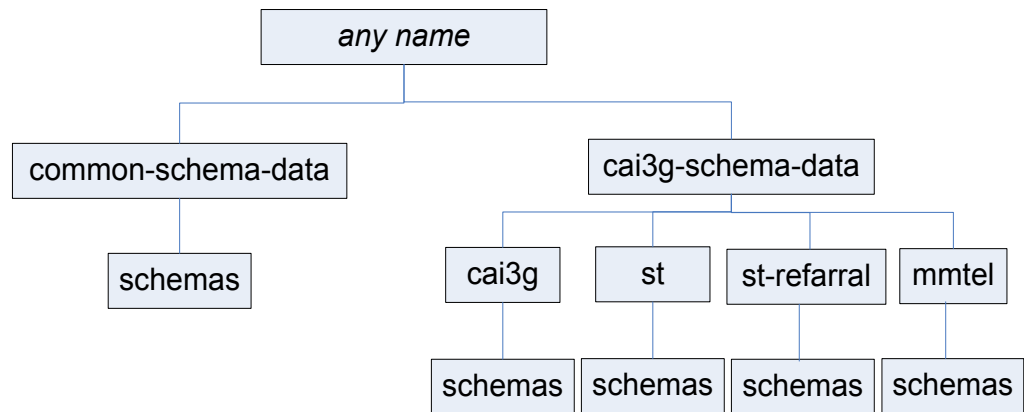 any name
common-schema-data
cai3g-schema-data
schemas
cai3g
st
st-refarral
mmtel
schemas
schemas
schemas
schemas